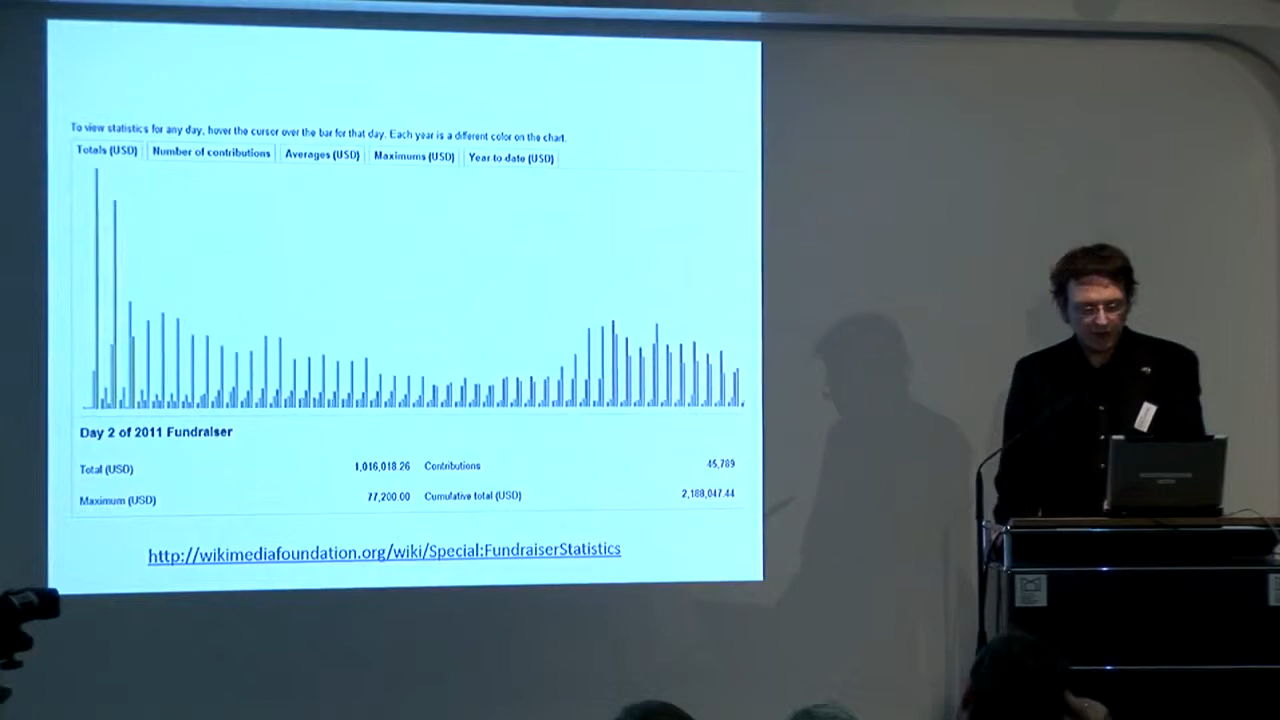 To view statistics for any day, hover the cursor over the bar for that day. Each year is a different color on the chart.
Totals (USD) Number of contributions Averages (USD) Maximums (USD) Year to date (USD)
Day 2 of 2011 Fundraiser
Total (USD) 1,016,018.26 Contributions 45,789
Maximum (USD) 77,200.00 Cumulative total (USD) 2,188,047.44
http://wikimediafoundation.org/wiki/Special:FundraiserStatistics